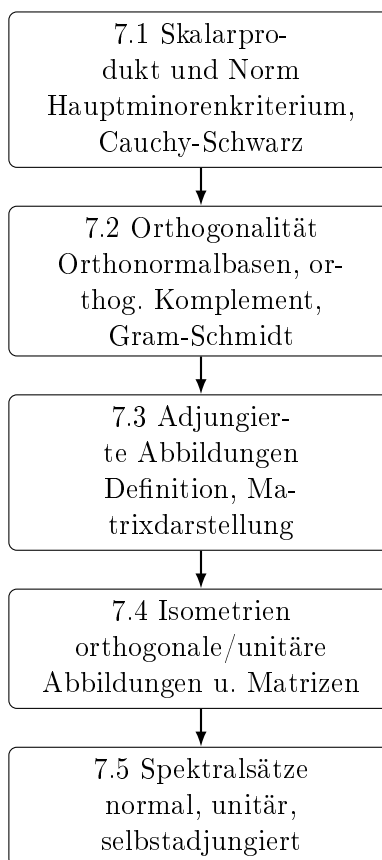 7.1 Skalarpro-
dukt und Norm
Hauptminorenkriterium,
Cauchy-Schwarz
7.2 Orthogonalität
Orthonormalbasen, or-
thog. Komplement,
Gram-Schmidt
7.3 Adjungier-
te Abbildungen
Definition, Ma-
trixdarstellung
7.4 Isometrien
orthogonale/unitäre
Abbildungen u. Matrizen
7.5 Spektralsätze
normal, unitär,
selbstadjungiert